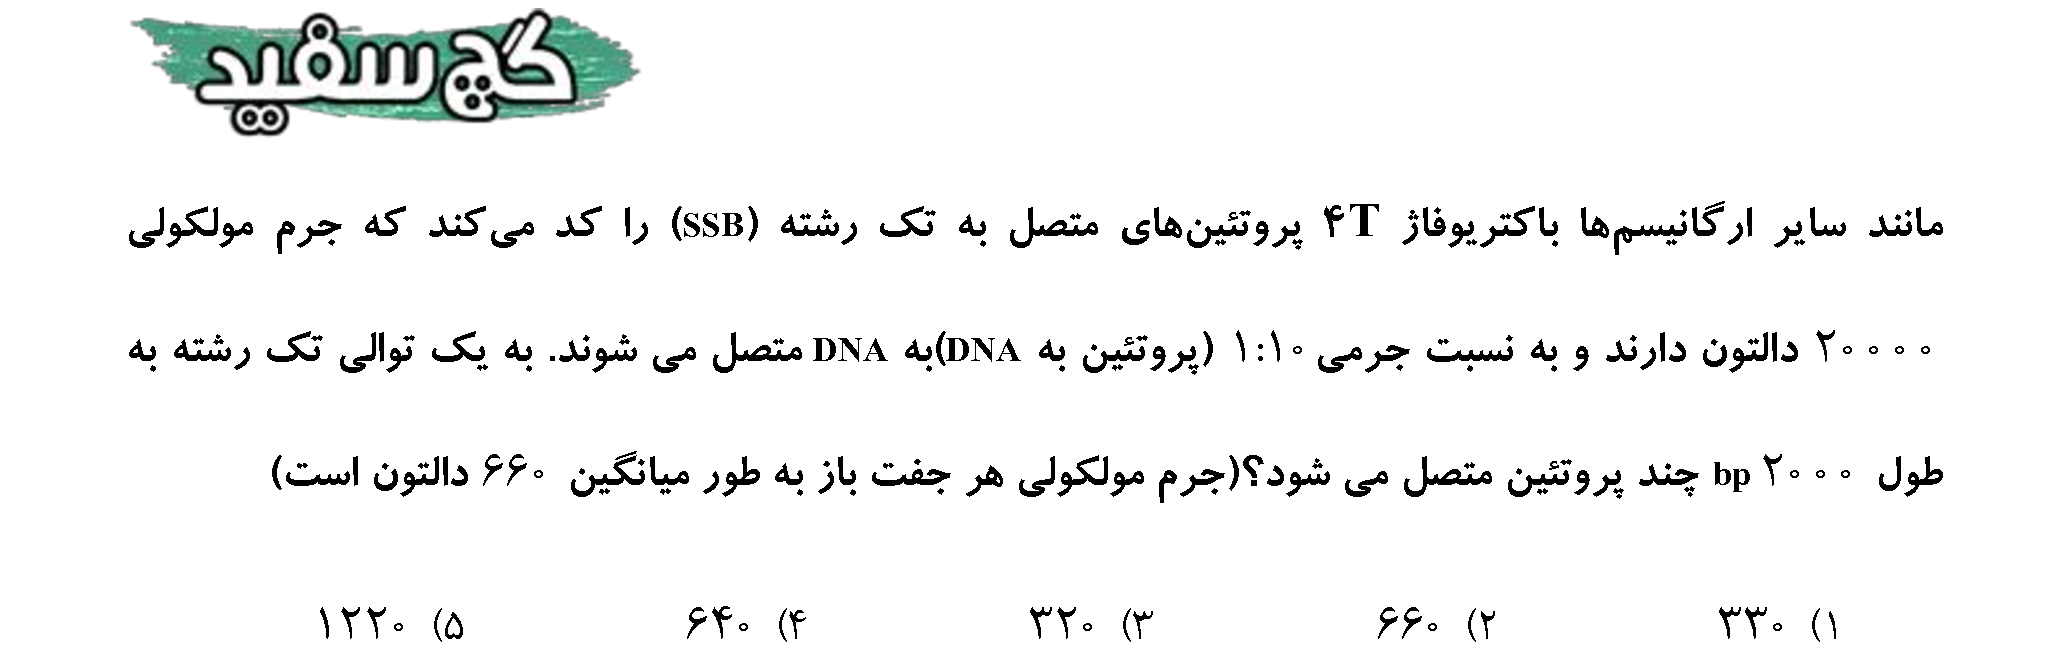 گچ سفید
مانند سایر ارگانیسم‌ها باکتریوفاژ ۴T پروتئین‌های متصل به تک رشته (SSB) را کد می‌کند که جرم مولکولی
۲۰۰۰۰ دالتون دارند و به نسبت جرمی ۱:۱۰ (پروتئین به DNA)به DNA متصل می شوند. به یک توالی تک رشته به
طول ۲۰۰۰ bp چند پروتئین متصل می شود؟(جرم مولکولی هر جفت باز به طور میانگین ۶۶۰ دالتون است)
۱) ۳۳۰ ۲) ۶۶۰ ۳) ۳۲۰ ۴) ۶۴۰ ۵) ۱۲۲۰